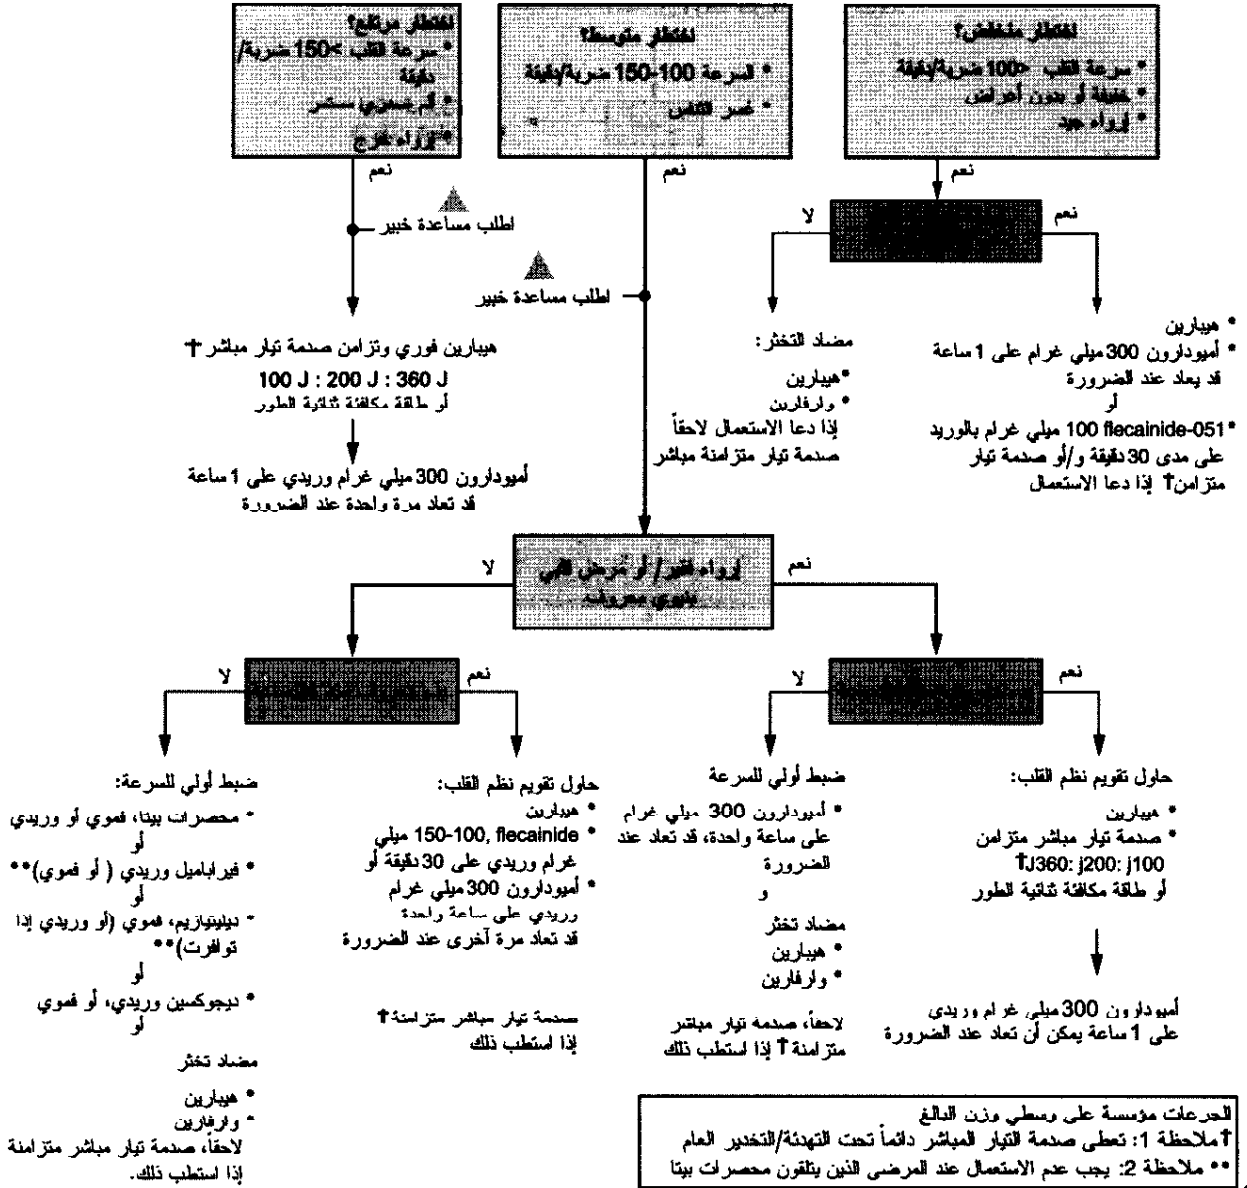 اختطار مرتفع؟
* سرعة القلب >150 ضربة/
دقيقة
* ألم صدري مستمر
* إرواء حرج
نعم
اطلب مساعدة خبير
هيبارين فوري وتزامن صدمة تيار مباشر †
100 J : 200 J : 360 J
أو طاقة مكافئة ثنائية الطور
أميودارون 300 ميلي غرام وريدي على 1 ساعة
قد تعاد مرة واحدة عند الضرورة
اختطار متوسط؟
* السرعة 100-150 ضربة/دقيقة
* عسر التنفس
نعم
اطلب مساعدة خبير
اختطار منخفض؟
* سرعة القلب <100 ضربة/دقيقة
* خفيفة أو بدون أعراض
* إرواء جيد
نعم
نعم
لا
* هيبارين
* أميودارون 300 ميلي غرام على 1 ساعة
قد يعاد عند الضرورة
أو
* flecainide-051 100 ميلي غرام بالوريد
على مدى 30 دقيقة و/أو صدمة تيار
متزامن† إذا دعا الاستعمال
مضاد التخثر:
* هيبارين
* وارفارين
إذا دعا الاستعمال لاحقاً
صدمة تيار متزامنة مباشر
إرواء فقير/ أو مرض قلبي
بنيوي معروف
نعم
لا
نعم
لا
حاول تقويم نظم القلب:
* هيبارين
* صدمة تيار مباشر متزامن
†J360: j200: j100
أو طاقة مكافئة ثنائية الطور
أميودارون 300 ميلي غرام وريدي
على 1 ساعة يمكن أن تعاد عند الضرورة
ضبط أولي للسرعة
* أميودارون 300 ميلي غرام
على ساعة واحدة، قد تعاد عند
الضرورة
و
مضاد تخثر
* هيبارين
* وارفارين
لاحقاً، صدمة تيار مباشر
متزامنة † إذا استطب ذلك
نعم
لا
حاول تقويم نظم القلب:
* هيبارين
* flecainide ,150-100 ميلي
غرام وريدي على 30 دقيقة أو
* أميودارون 300 ميلي غرام
وريدي على ساعة واحدة
قد تعاد مرة آخرى عند الضرورة
صدمة تيار مباشر متزامنة†
إذا استطب ذلك
ضبط أولي للسرعة:
* محصرات بيتا، فموي أو وريدي
أو
* فيراباميل وريدي ( أو فموي)**
أو
* ديلتيازيم، فموي (أو وريدي إذا
توافرت)**
أو
* ديجوكسين وريدي، أو فموي
أو
مضاد تخثر
* هيبارين
* وارفارين
لاحقاً، صدمة تيار مباشر متزامنة
إذا استطب ذلك.
الجرعات مؤسسة على وسطي وزن البالغ
† ملاحظة 1: تعطى صدمة التيار المباشر دائماً تحت التهدئة/التخدير العام
** ملاحظة 2: يجب عدم الاستعمال عند المرضى الذين يتلقون محصرات بيتا